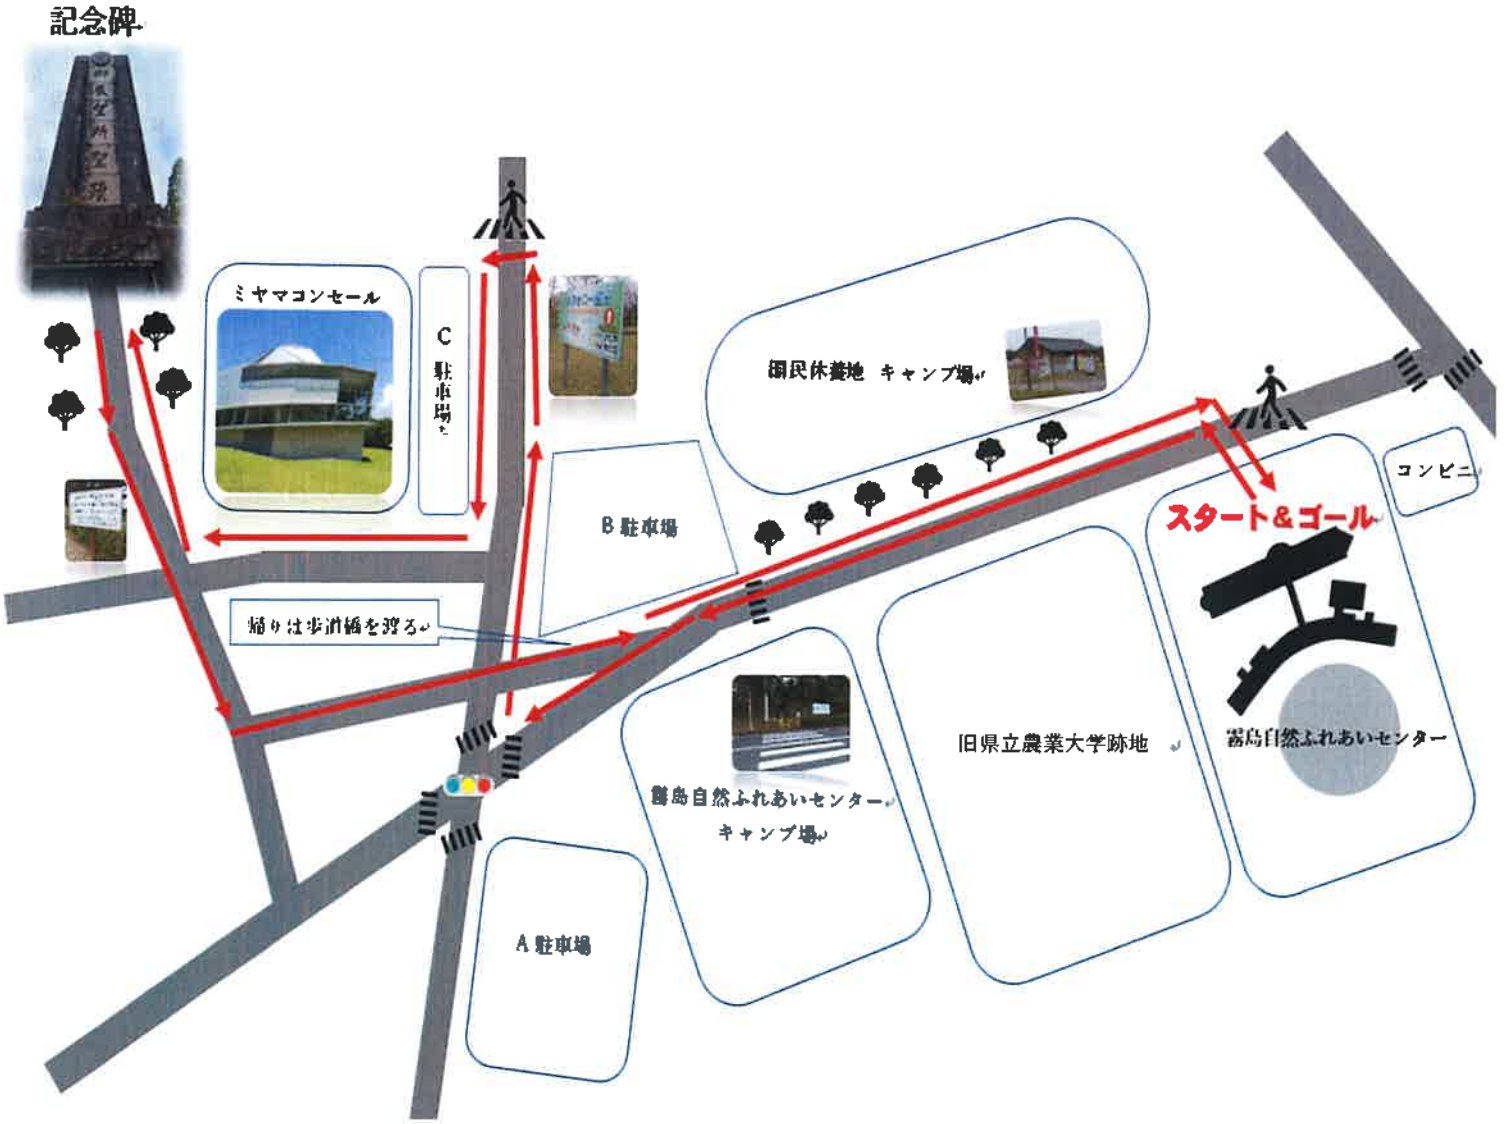 記念碑
ミヤマコンセール
C駐車場
国民休養地 キャンプ場
コンビニ
B 駐車場
スタート&ゴール
帰りは歩道橋を渡る
旧県立農業大学跡地
霧島自然ふれあいセンター
霧島自然ふれあいセンター
キャンプ場
A 駐車場